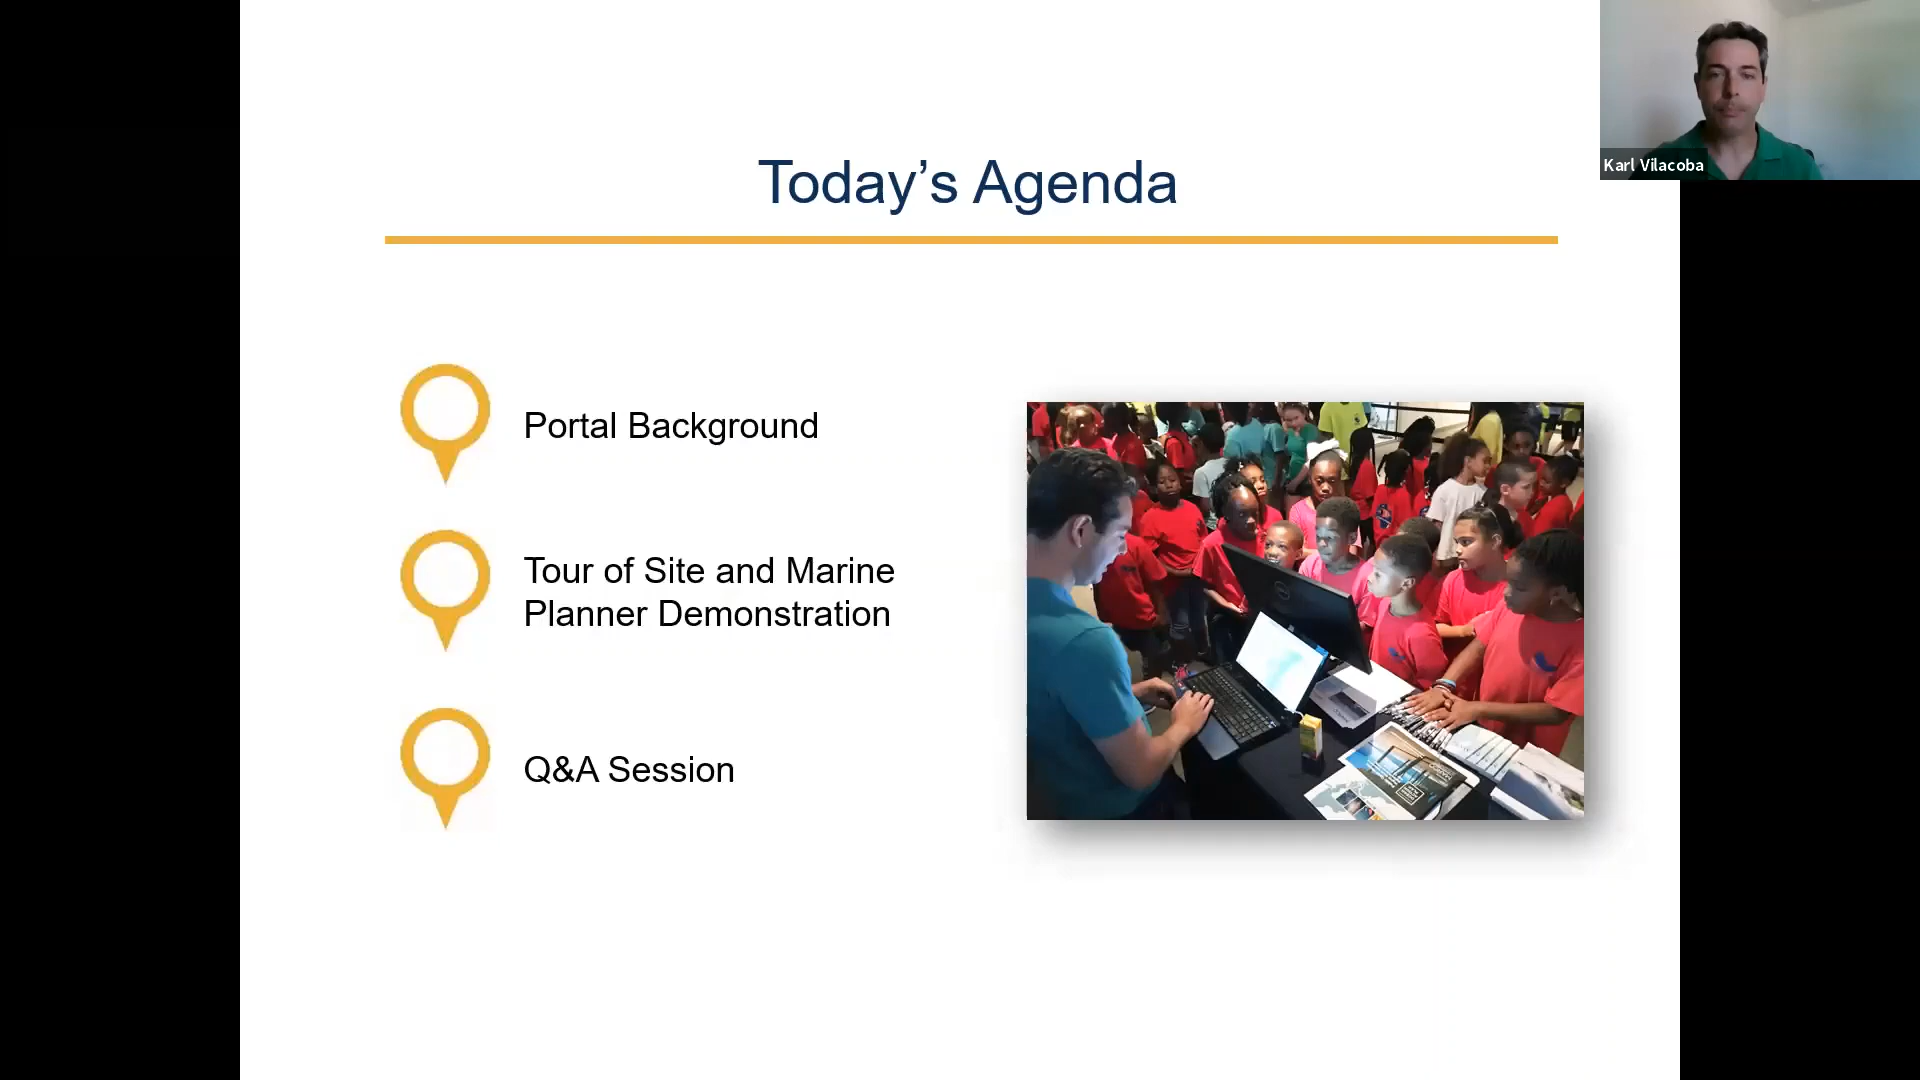 Today’s Agenda
Karl Vilacoba
Portal Background
Tour of Site and Marine
Planner Demonstration
Q&A Session